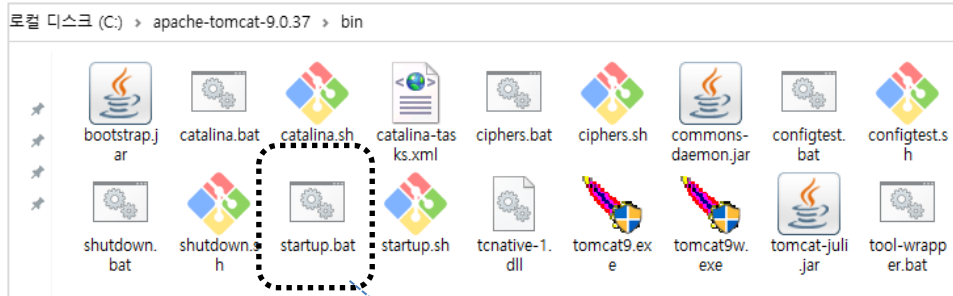 로컬 디스크 (C:) › apache-tomcat-9.0.37 › bin
bootstrap.j
ar
catalina.bat
catalina.sh
catalina-tas
ks.xml
ciphers.bat
ciphers.sh
commons-
daemon.jar
configtest.
bat
configtest.s
h
shutdown.
bat
shutdown.s
h
startup.bat
startup.sh
tcnative-1.
dll
tomcat9.ex
e
tomcat9w.
exe
tomcat-juli
.jar
tool-wrapp
er.bat